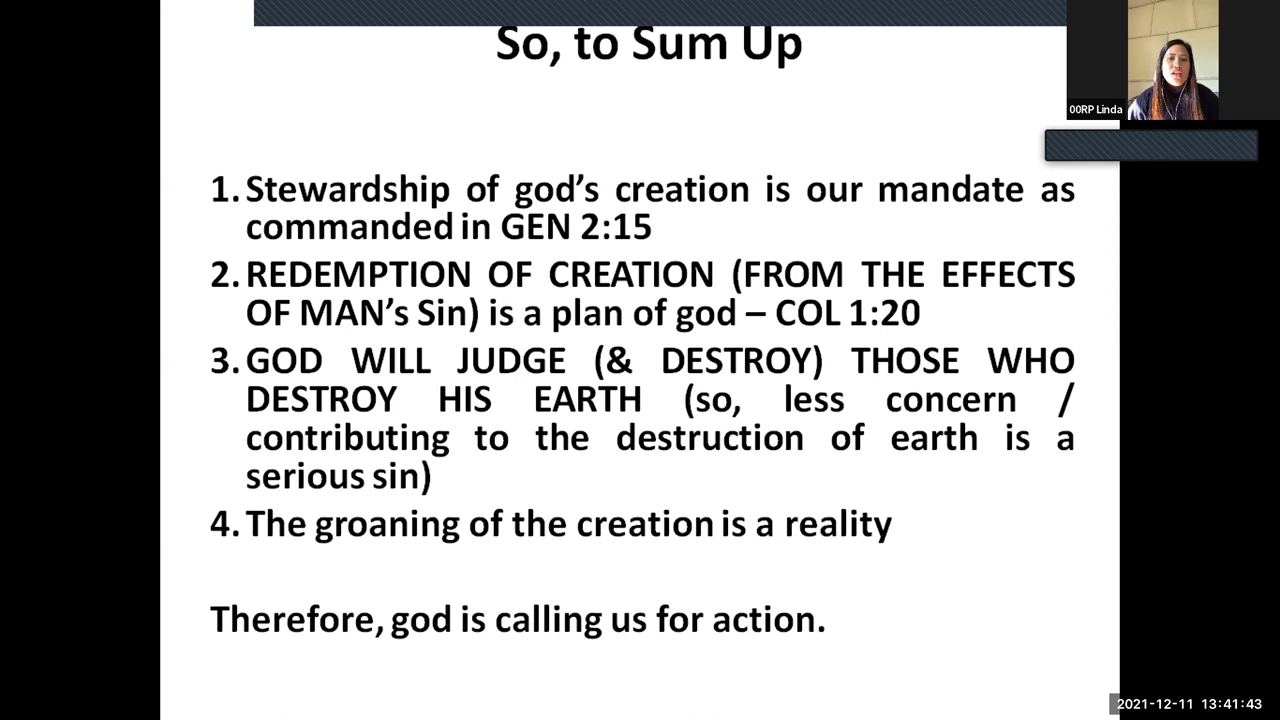 So, to Sum Up
00RP Linda
1. Stewardship of god’s creation is our mandate as
commanded in GEN 2:15
2. REDEMPTION OF CREATION (FROM THE EFFECTS
OF MAN’s Sin) is a plan of god – COL 1:20
3. GOD WILL JUDGE (& DESTROY) THOSE WHO
DESTROY HIS EARTH (so, less concern /
contributing to the destruction of earth is a
serious sin)
4. The groaning of the creation is a reality
Therefore, god is calling us for action.
2021-12-11 13:41:43